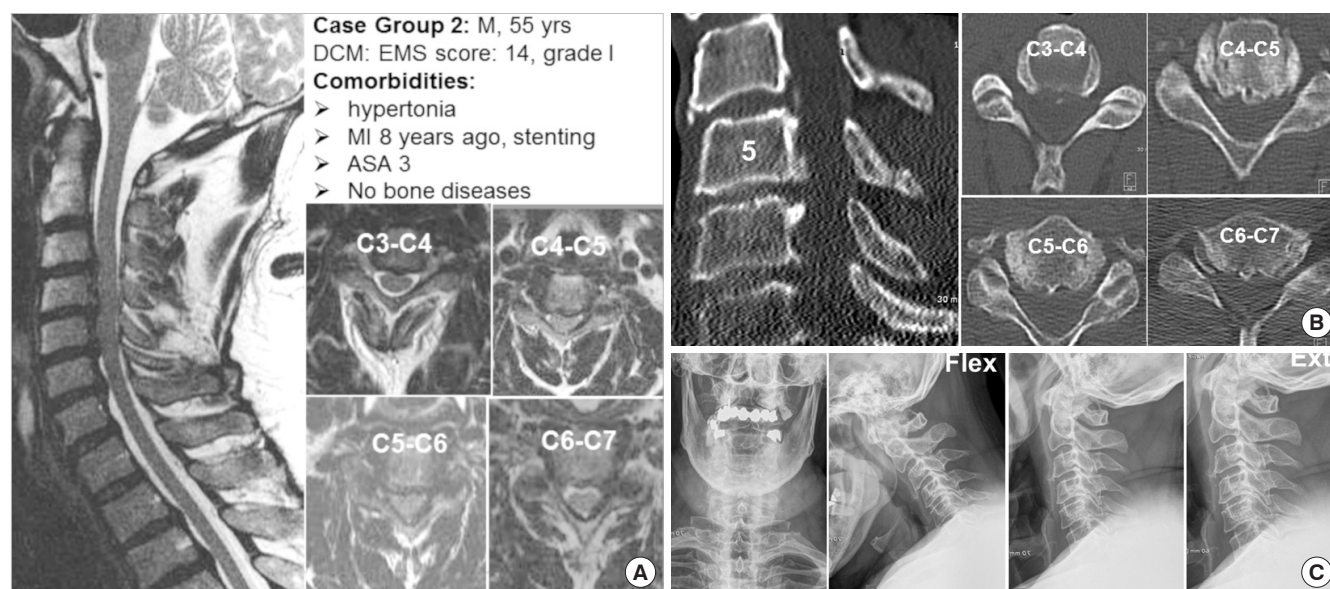 Case Group 2: M, 55 yrs
DCM: EMS score: 14, grade I
Comorbidities:
➤ hypertonia
➤ MI 8 years ago, stenting
➤ ASA 3
➤ No bone diseases
C3-C4
C4-C5
C5-C6
C6-C7
A
5
30 m
C3-C4
C4-C5
C5-C6
C6-C7
B
Flex
Ext
C